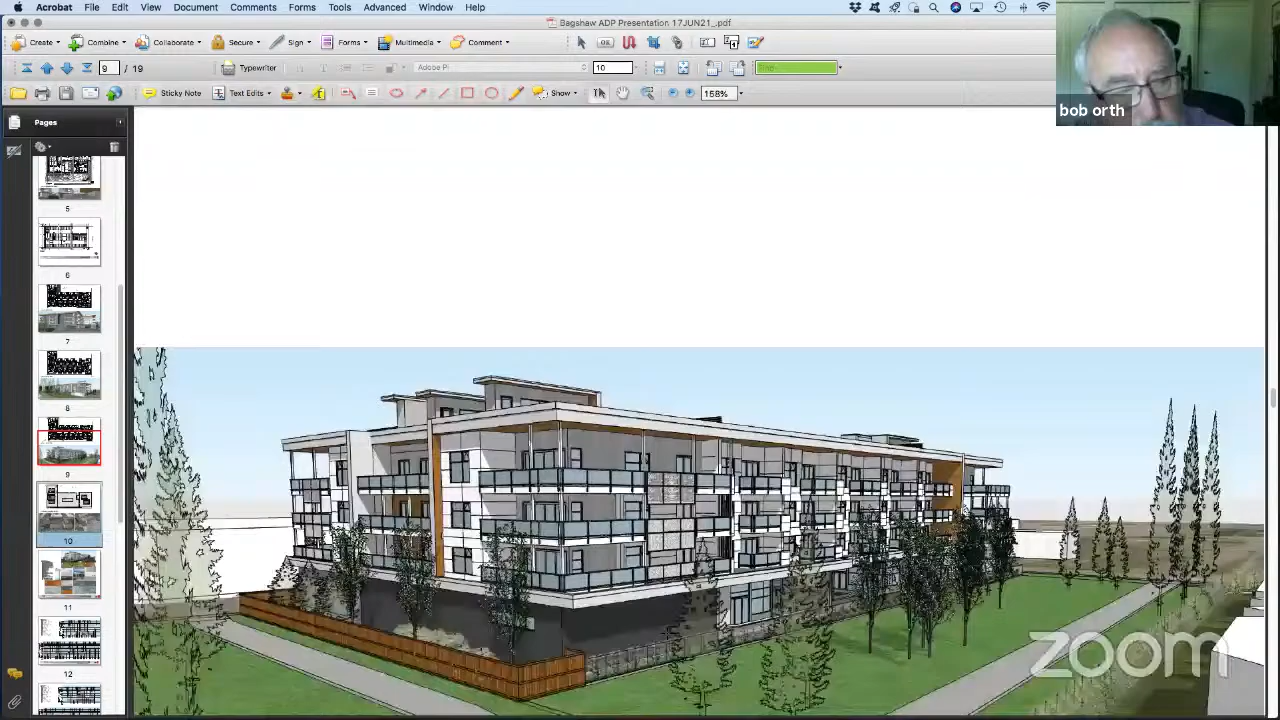 Acrobat File Edit View Document Comments Forms Tools Advanced Window Help
Bagshaw ADP Presentation 17JUN21_.pdf
Create Combine Collaborate Secure Sign Forms Multimedia Comment
9 / 19 Typewriter Adobe Pi 10
Sticky Note Text Edits Show 158%
bob orth
Pages
5
6
7
8
9
10
11
12
zoom